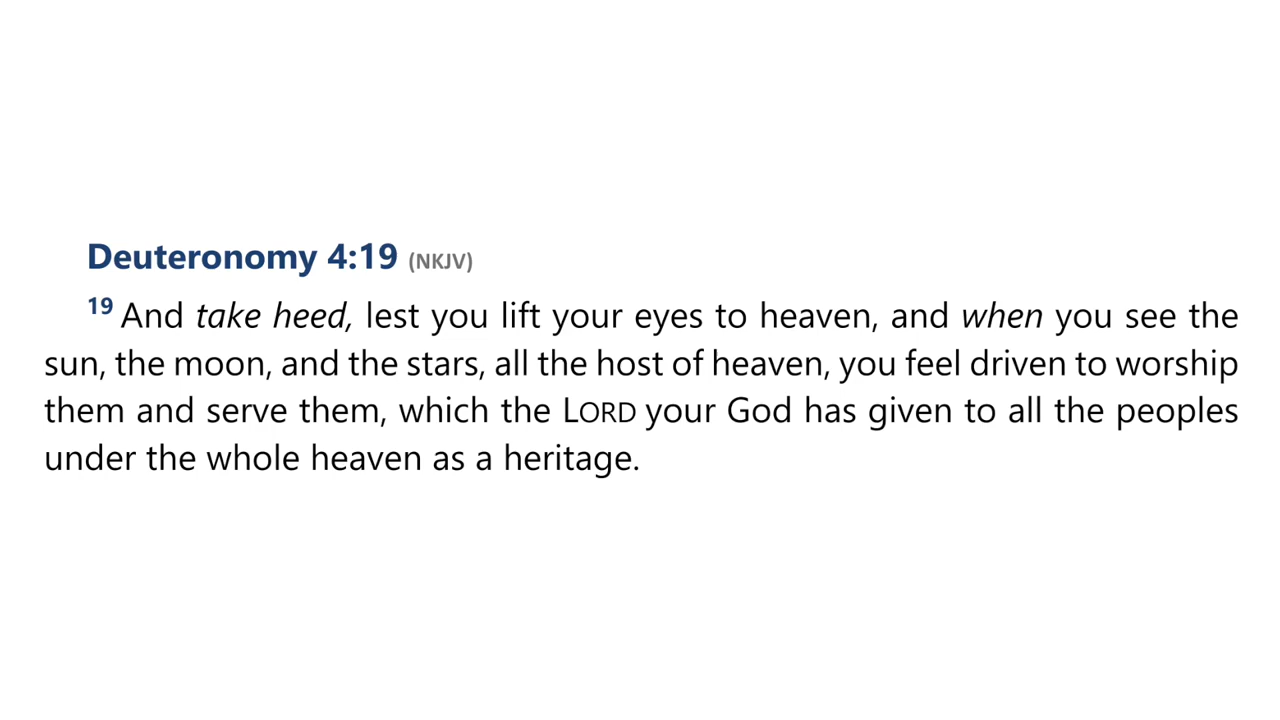 Deuteronomy 4:19 (NKJV)
19 And take heed, lest you lift your eyes to heaven, and when you see the
sun, the moon, and the stars, all the host of heaven, you feel driven to worship
them and serve them, which the LORD your God has given to all the peoples
under the whole heaven as a heritage.